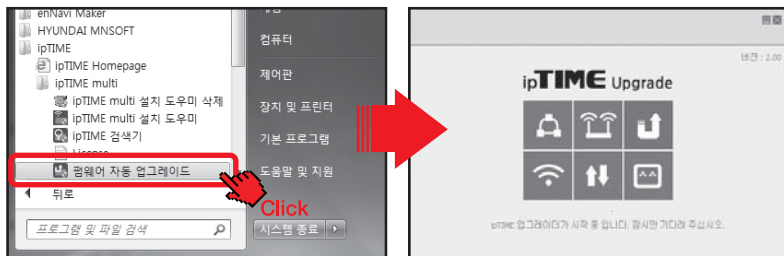 enNavi Maker
HYUNDAI MNSOFT
ipTIME
ipTIME Homepage
ipTIME multi
ipTIME multi 설치 도우미 삭제
ipTIME multi 설치 도우미
ipTIME 검색기
License
펌웨어 자동 업그레이드
뒤로
프로그램 및 파일 검색
컴퓨터
제어판
장치 및 프린터
기본 프로그램
도움말 및 지원
Click
시스템 종료
버전 : 2.00
ipTIME Upgrade
ipTIME 업그레이더가 시작 중 입니다. 잠시만 기다려 주십시오.